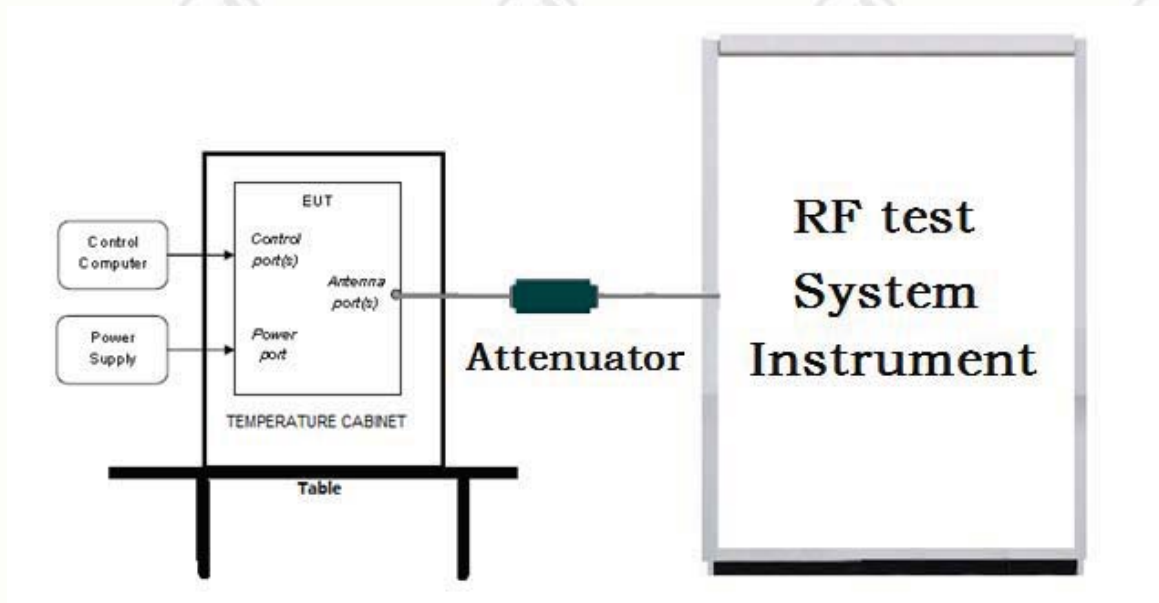 Control
Computer
Power
Supply
EUT
Control
port(s)
Antenna
port(s)
Power
port
TEMPERATURE CABINET
Table
Attenuator
RF test
System
Instrument